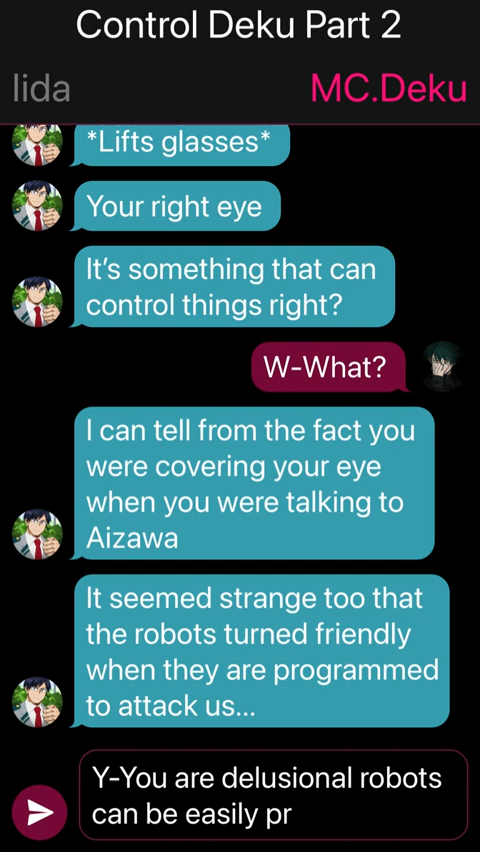 Control Deku Part 2
Iida
MC.Deku
*Lifts glasses*
Your right eye
It's something that can
control things right?
W-What?
I can tell from the fact you
were covering your eye
when you were talking to
Aizawa
It seemed strange too that
the robots turned friendly
when they are programmed
to attack us...
Y-You are delusional robots
can be easily pr